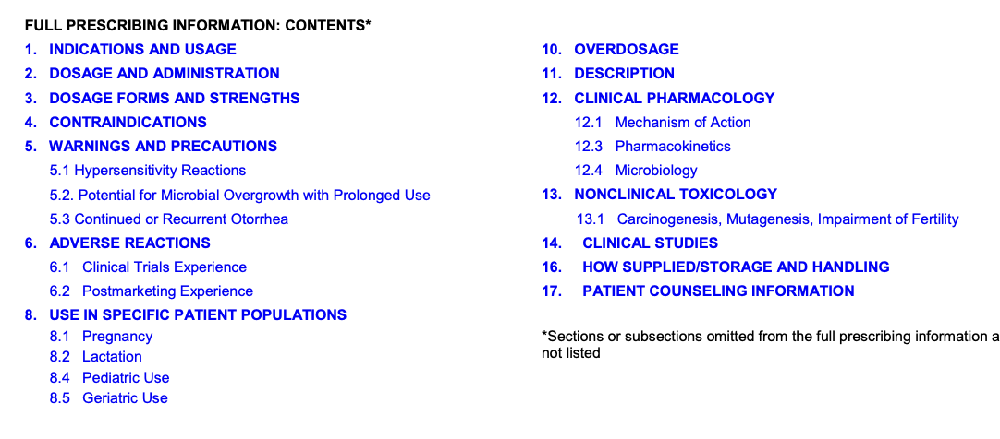 FULL PRESCRIBING INFORMATION: CONTENTS*
1. INDICATIONS AND USAGE
2. DOSAGE AND ADMINISTRATION
3. DOSAGE FORMS AND STRENGTHS
4. CONTRAINDICATIONS
5. WARNINGS AND PRECAUTIONS
5.1 Hypersensitivity Reactions
5.2. Potential for Microbial Overgrowth with Prolonged Use
5.3 Continued or Recurrent Otorrhea
6. ADVERSE REACTIONS
6.1 Clinical Trials Experience
6.2 Postmarketing Experience
8. USE IN SPECIFIC PATIENT POPULATIONS
8.1 Pregnancy
8.2 Lactation
8.4 Pediatric Use
8.5 Geriatric Use
10. OVERDOSAGE
11. DESCRIPTION
12. CLINICAL PHARMACOLOGY
12.1 Mechanism of Action
12.3 Pharmacokinetics
12.4 Microbiology
13. NONCLINICAL TOXICOLOGY
13.1 Carcinogenesis, Mutagenesis, Impairment of Fertility
14. CLINICAL STUDIES
16. HOW SUPPLIED/STORAGE AND HANDLING
17. PATIENT COUNSELING INFORMATION
*Sections or subsections omitted from the full prescribing information a
not listed